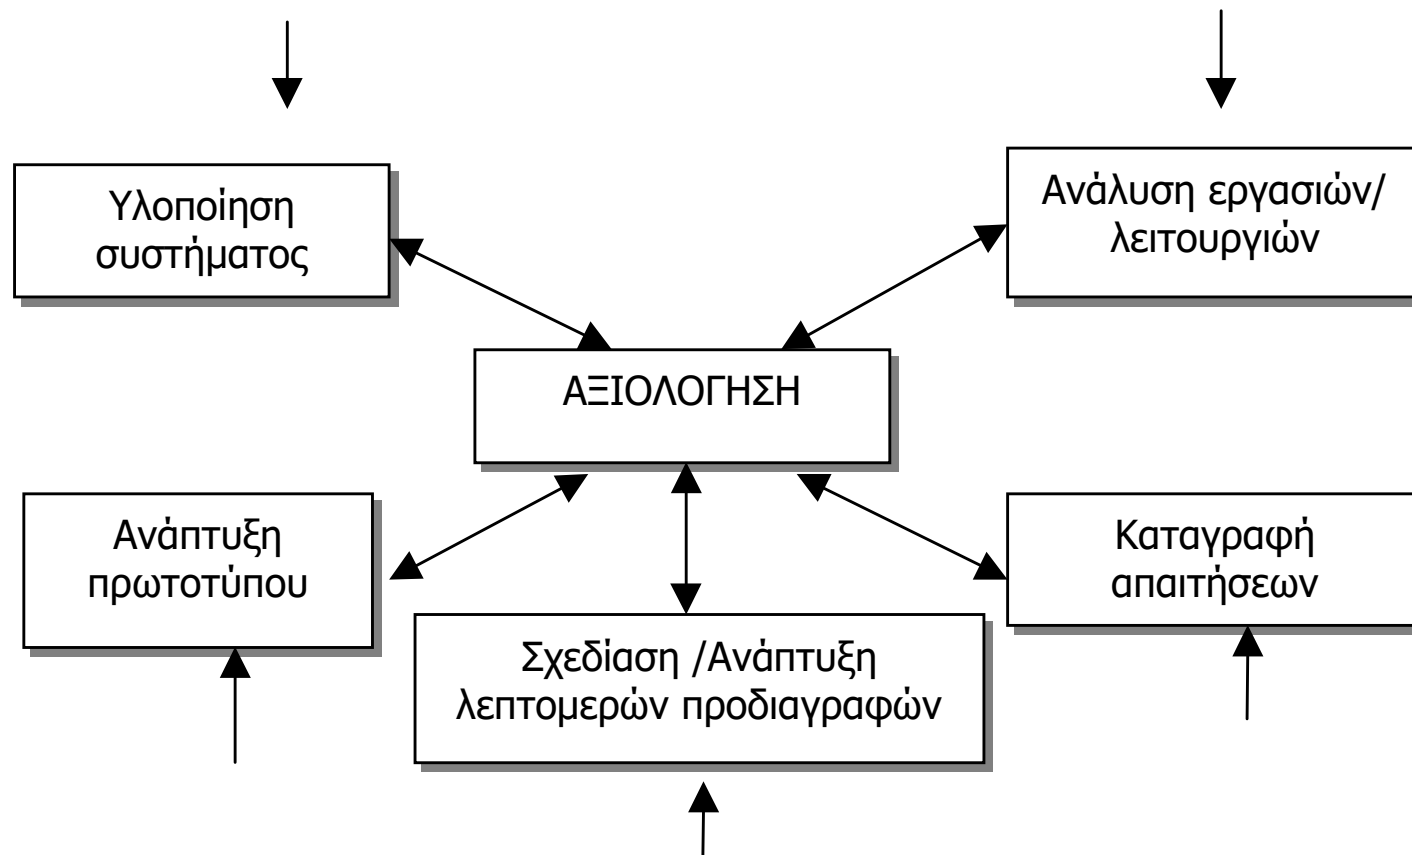 Υλοποίηση
συστήματος
Ανάλυση εργασιών/
λειτουργιών
ΑΞΙΟΛΟΓΗΣΗ
Ανάπτυξη
πρωτοτύπου
Καταγραφή
απαιτήσεων
Σχεδίαση /Ανάπτυξη
λεπτομερών προδιαγραφών